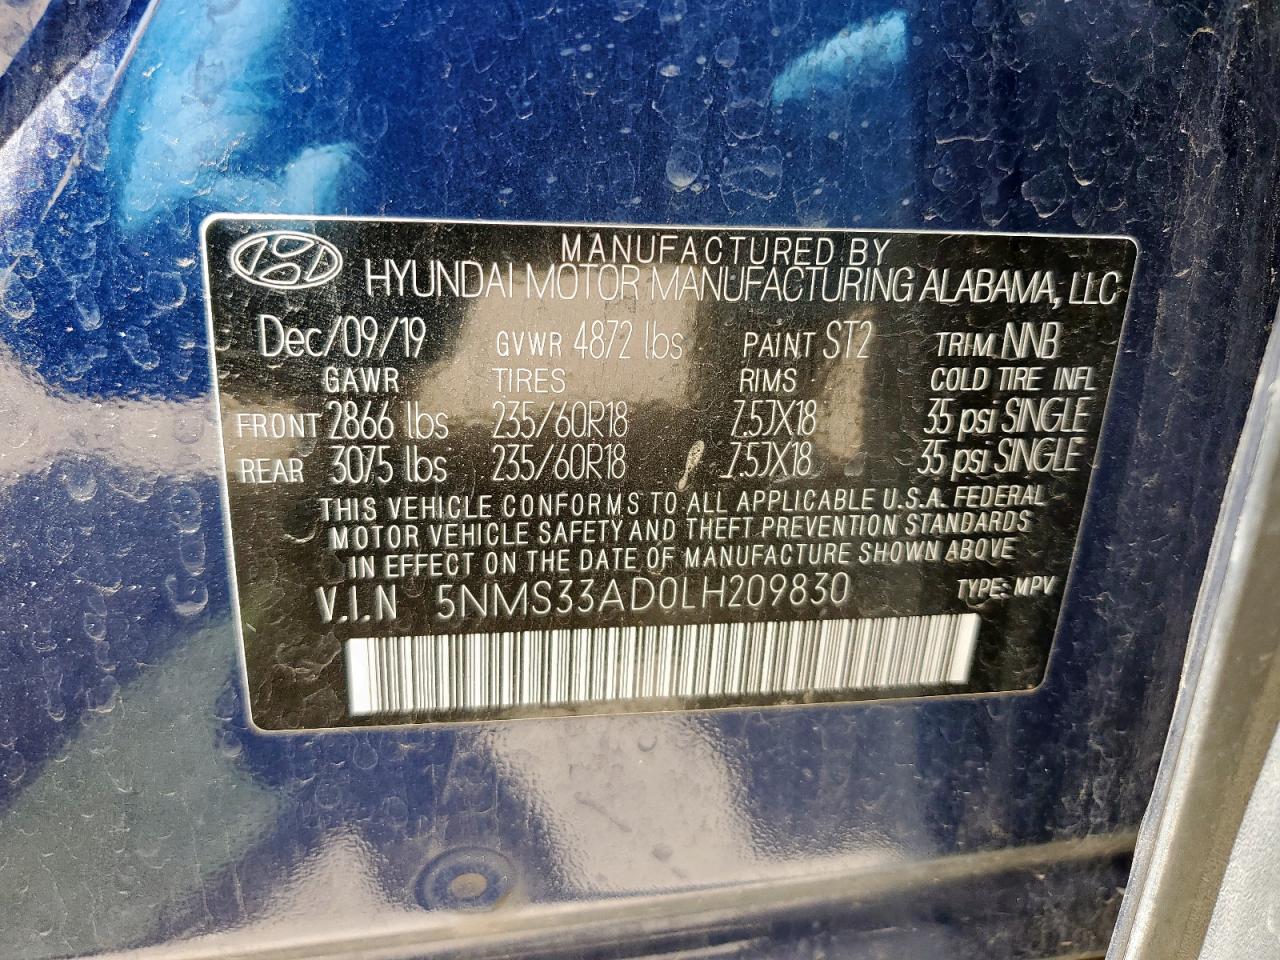 MANUFACTURED BY
HYUNDAI MOTOR MANUFACTURING ALABAMA, LLC
Dec/09/19 GVWR 4872 lbs PAINT ST2 TRIM NNB
GAWR TIRES RIMS COLD TIRE INFL
FRONT 2866 lbs 235/60R18 7.5JX18 35 psi SINGLE
REAR 3075 lbs 235/60R18 7.5JX18 35 psi SINGLE
THIS VEHICLE CONFORMS TO ALL APPLICABLE U.S.A. FEDERAL
MOTOR VEHICLE SAFETY AND THEFT PREVENTION STANDARDS
IN EFFECT ON THE DATE OF MANUFACTURE SHOWN ABOVE
V.I.N 5NMS33AD0LH209830 TYPE: MPV